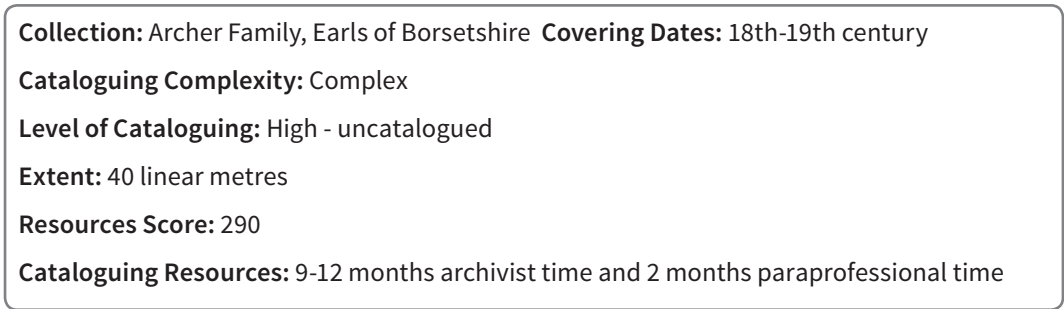 Collection: Archer Family, Earls of Borsetshire Covering Dates: 18th-19th century
Cataloguing Complexity: Complex
Level of Cataloguing: High - uncatalogued
Extent: 40 linear metres
Resources Score: 290
Cataloguing Resources: 9-12 months archivist time and 2 months paraprofessional time